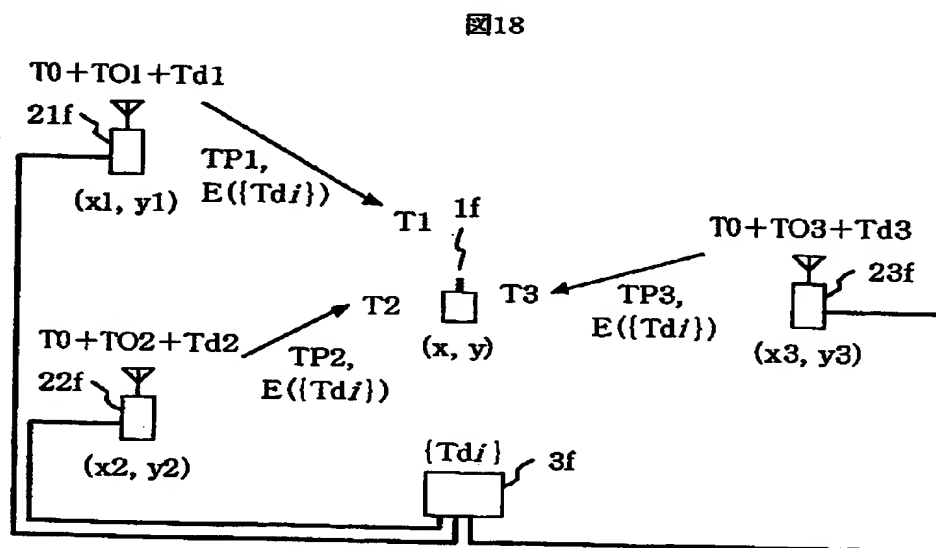 図18
T0+TO1+Td1
21f
TP1,
E({Tdi})
(x1, y1)
T1
1f
T0+TO3+Td3
23f
T3
TP3,
E({Tdi})
(x3, y3)
T2
(x, y)
T0+TO2+Td2
22f
TP2,
E({Tdi})
(x2, y2)
{Tdi}
3f